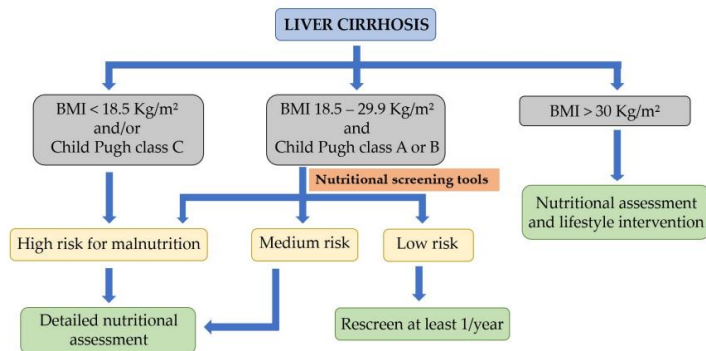 LIVER CIRRHOSIS
BMI < 18.5 Kg/m²
and/or
Child Pugh class C
BMI 18.5 – 29.9 Kg/m²
and
Child Pugh class A or B
BMI > 30 Kg/m²
Nutritional screening tools
Nutritional assessment
and lifestyle intervention
High risk for malnutrition
Medium risk
Low risk
Detailed nutritional
assessment
Rescreen at least 1/year